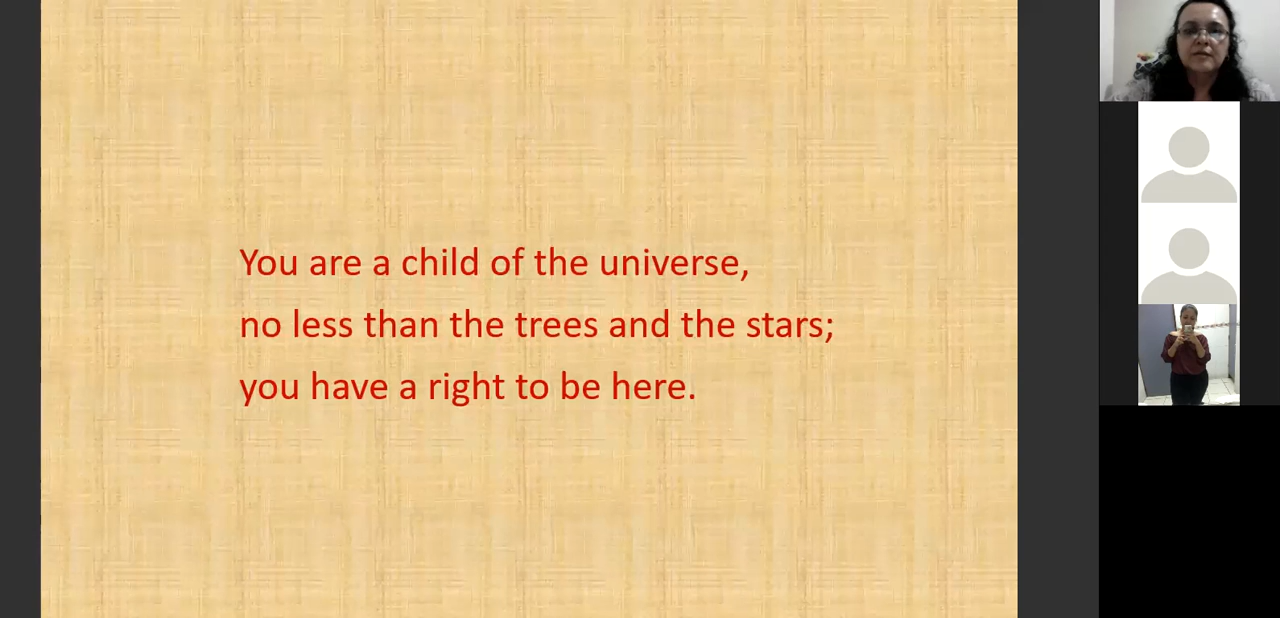 You are a child of the universe,
no less than the trees and the stars;
you have a right to be here.